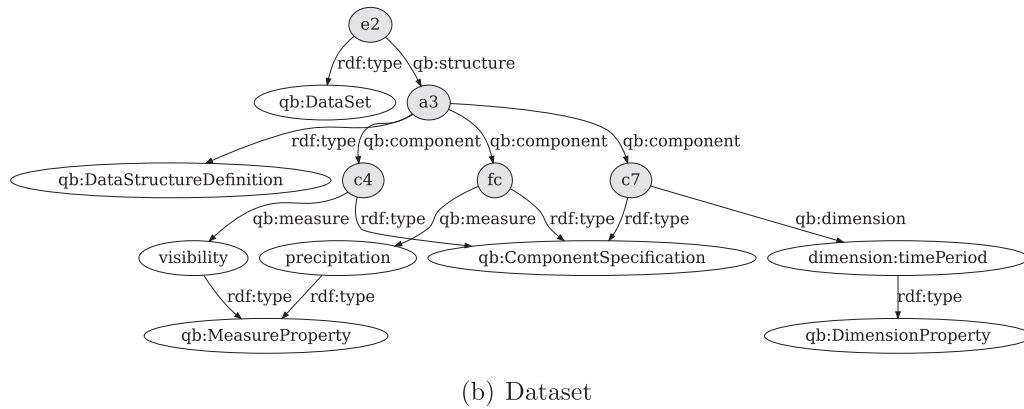 e2
rdf:type qb:structure
qb:DataSet a3
rdf:type qb:component qb:component qb:component
qb:DataStructureDefinition c4 fc c7
qb:measure rdf:type qb:measure rdf:type rdf:type qb:dimension
visibility precipitation qb:ComponentSpecification dimension:timePeriod
rdf:type rdf:type rdf:type
qb:MeasureProperty qb:DimensionProperty
(b) Dataset